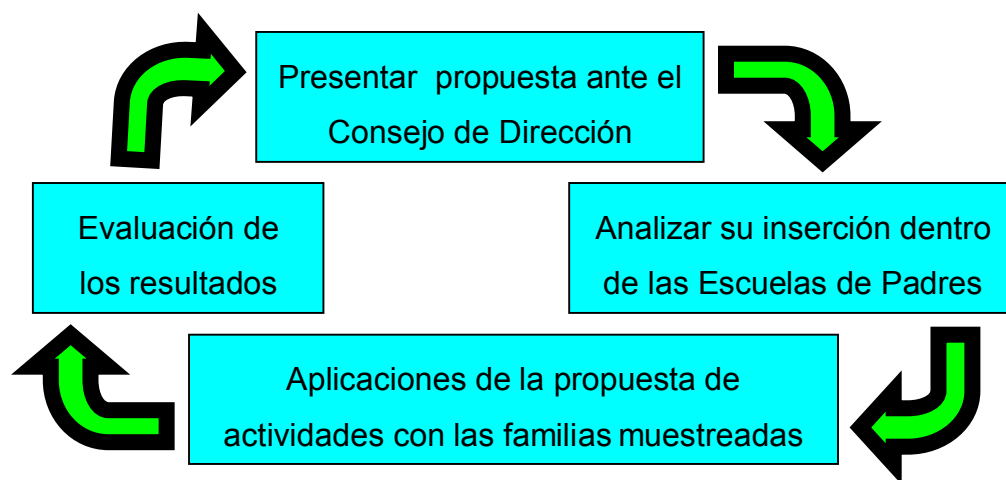 Presentar propuesta ante el
Consejo de Dirección
Analizar su inserción dentro
de las Escuelas de Padres
Aplicaciones de la propuesta de
actividades con las familias muestreadas
Evaluación de
los resultados